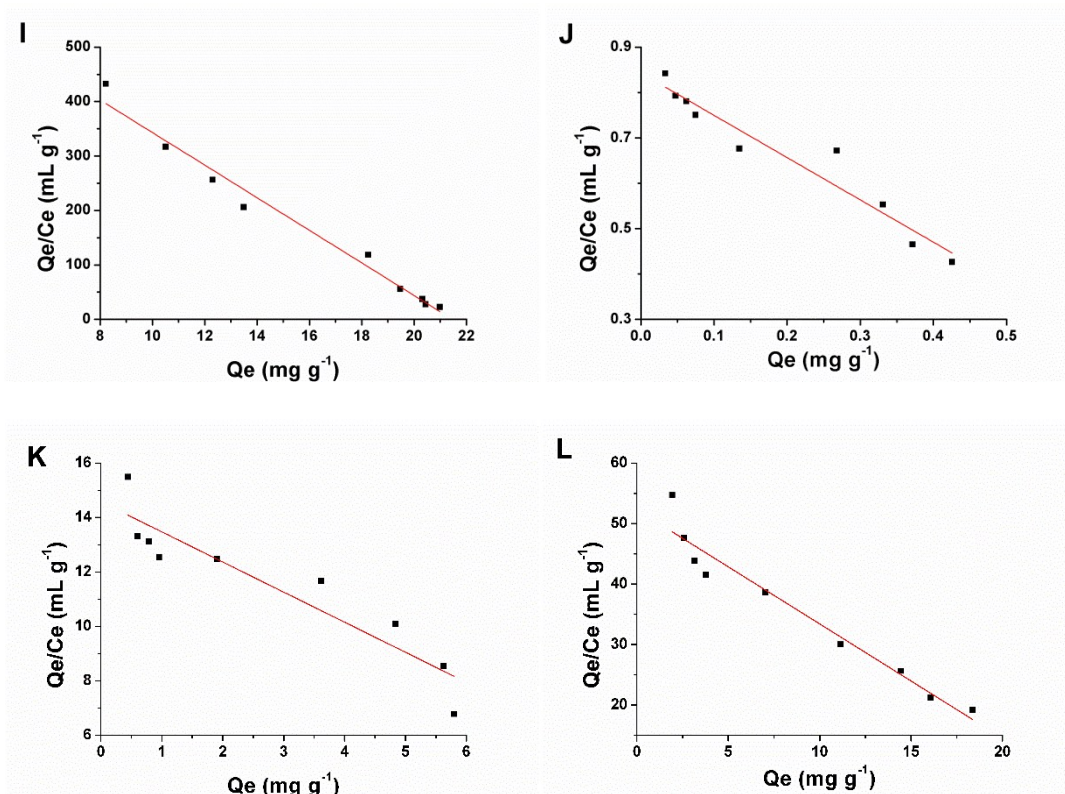 I
Qe/Ce (mL g⁻¹)
500
400
300
200
100
0
8 10 12 14 16 18 20 22
Qe (mg g⁻¹)
J
Qe/Ce (mL g⁻¹)
0.9
0.7
0.5
0.3
0.0 0.1 0.2 0.3 0.4 0.5
Qe (mg g⁻¹)
K
Qe/Ce (mL g⁻¹)
16
14
12
10
8
6
0 1 2 3 4 5 6
Qe (mg g⁻¹)
L
Qe/Ce (mL g⁻¹)
60
50
40
30
20
0 5 10 15 20
Qe (mg g⁻¹)